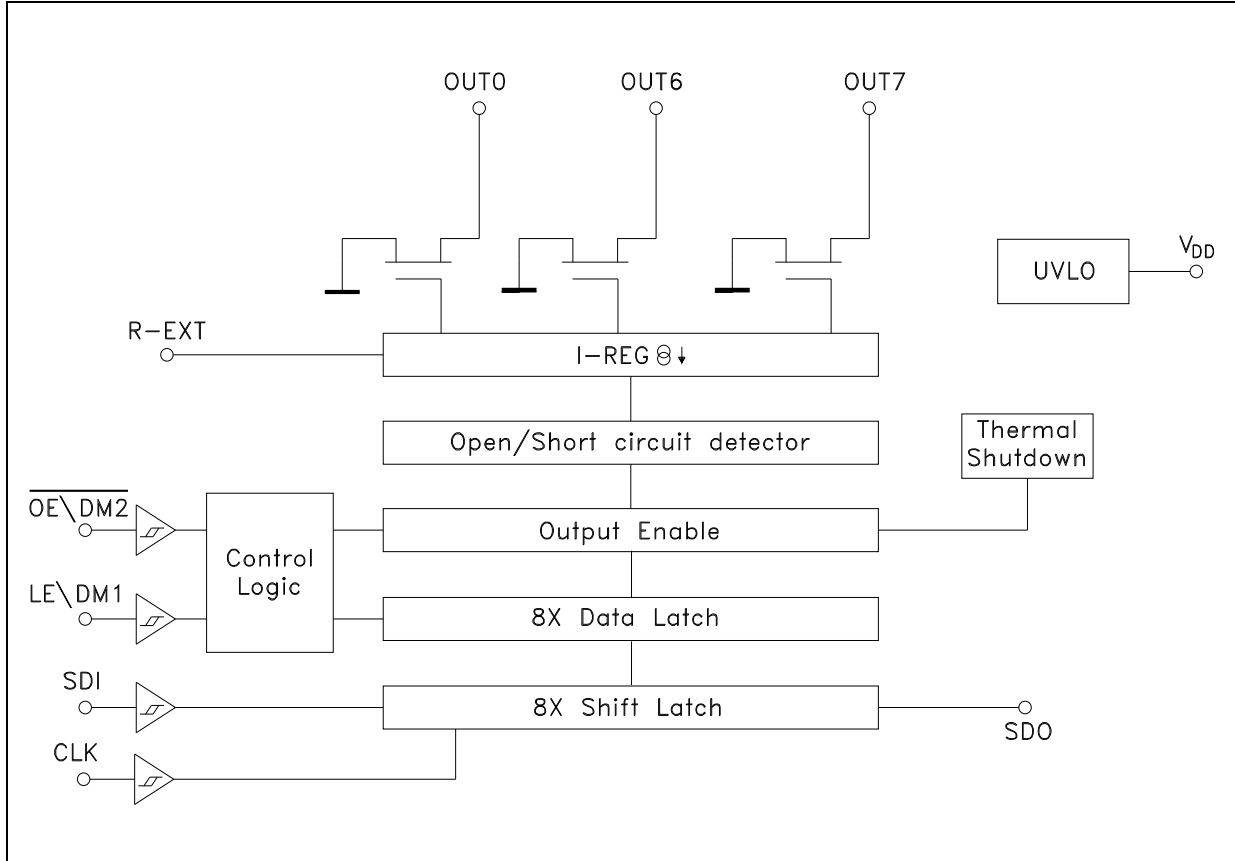 OUT0 OUT6 OUT7
VDD
UVLO
R-EXT
I-REG
Open/Short circuit detector
Thermal
Shutdown
OE\DM2
Output Enable
Control
Logic
LE\DM1
8X Data Latch
SDI
8X Shift Latch
SDO
CLK